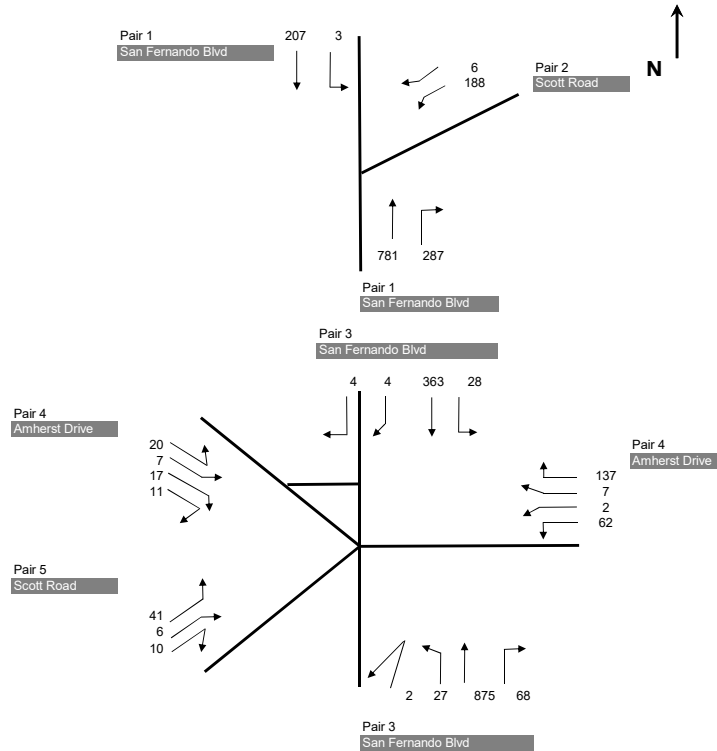 Pair 1
San Fernando Blvd
207 3
6
188
Pair 2
Scott Road
N
781 287
Pair 1
San Fernando Blvd
Pair 3
San Fernando Blvd
4 4 363 28
Pair 4
Amherst Drive
20
7
17
11
Pair 4
Amherst Drive
137
7
2
62
Pair 5
Scott Road
41
6
10
2 27 875 68
Pair 3
San Fernando Blvd